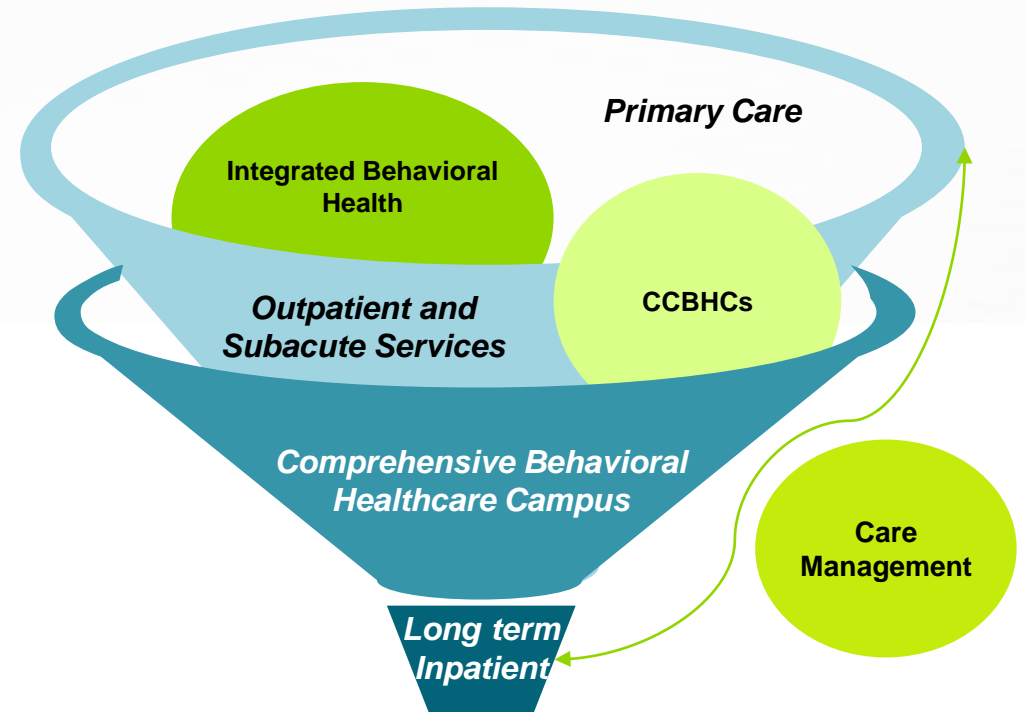 Primary Care
Integrated Behavioral
Health
CCBHCs
Outpatient and
Subacute Services
Comprehensive Behavioral
Healthcare Campus
Care
Management
Long term
Inpatient